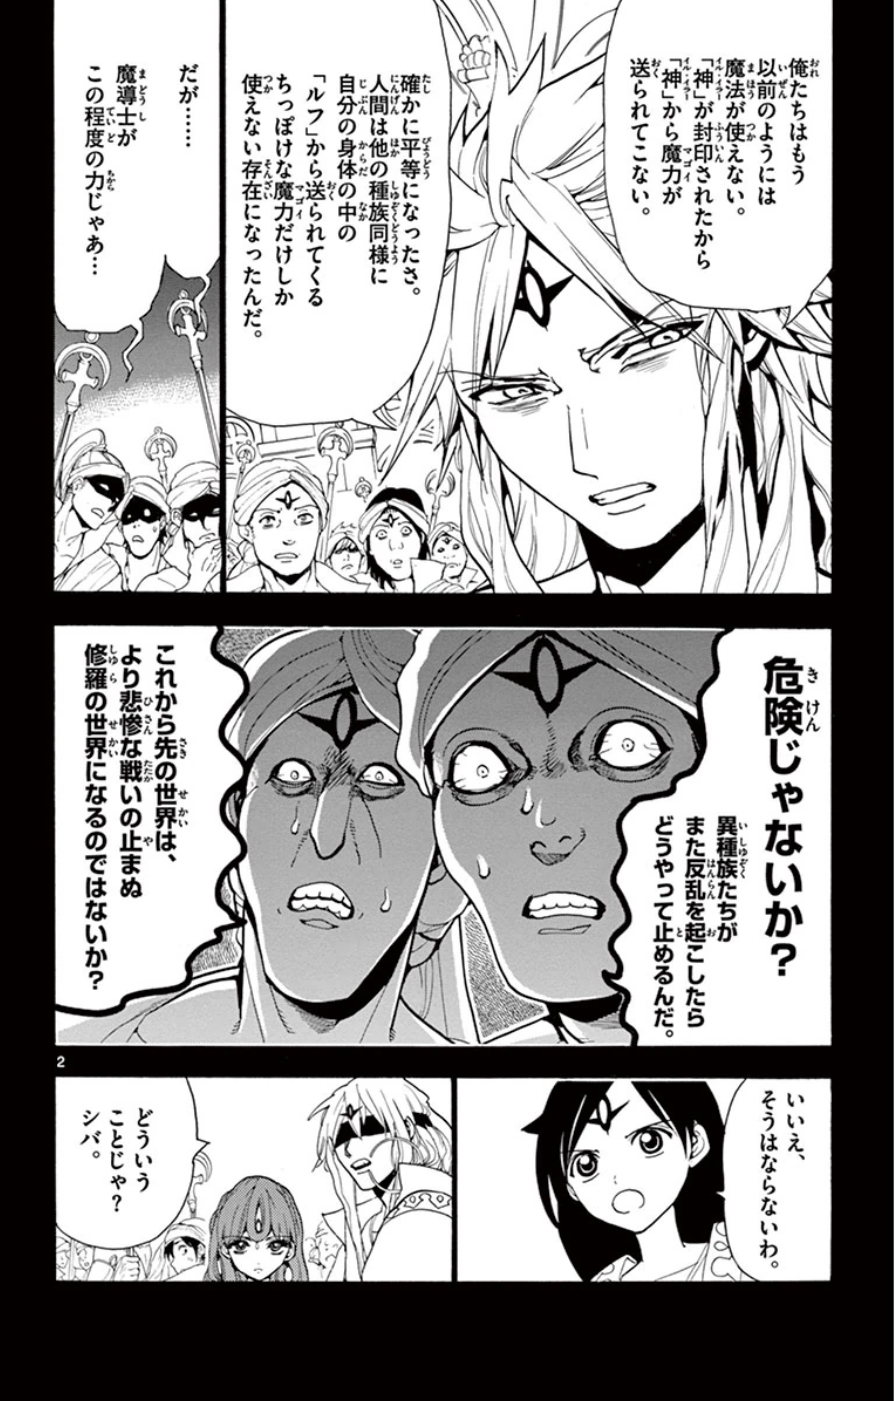 俺たちはもう
以前のようには
魔法が使えない。
「神」が封印されたから
「神」から魔力が
送られてこない。
確かに平等になったさ。
人間は他の種族同様に
自分の身体の中の
「ルフ」から送られてくる
ちっぽけな魔力だけしか
使えない存在になったんだ。
だが……
魔導士が
この程度の力じゃあ…
危険じゃないか?
異種族たちが
また反乱を起こしたら
どうやって止めるんだ。
これから先の世界は、
より悲惨な戦いの止まぬ
修羅の世界になるのではないか?
2
いいえ、
そうはならないわ。
どういう
ことじゃ?
シバ。